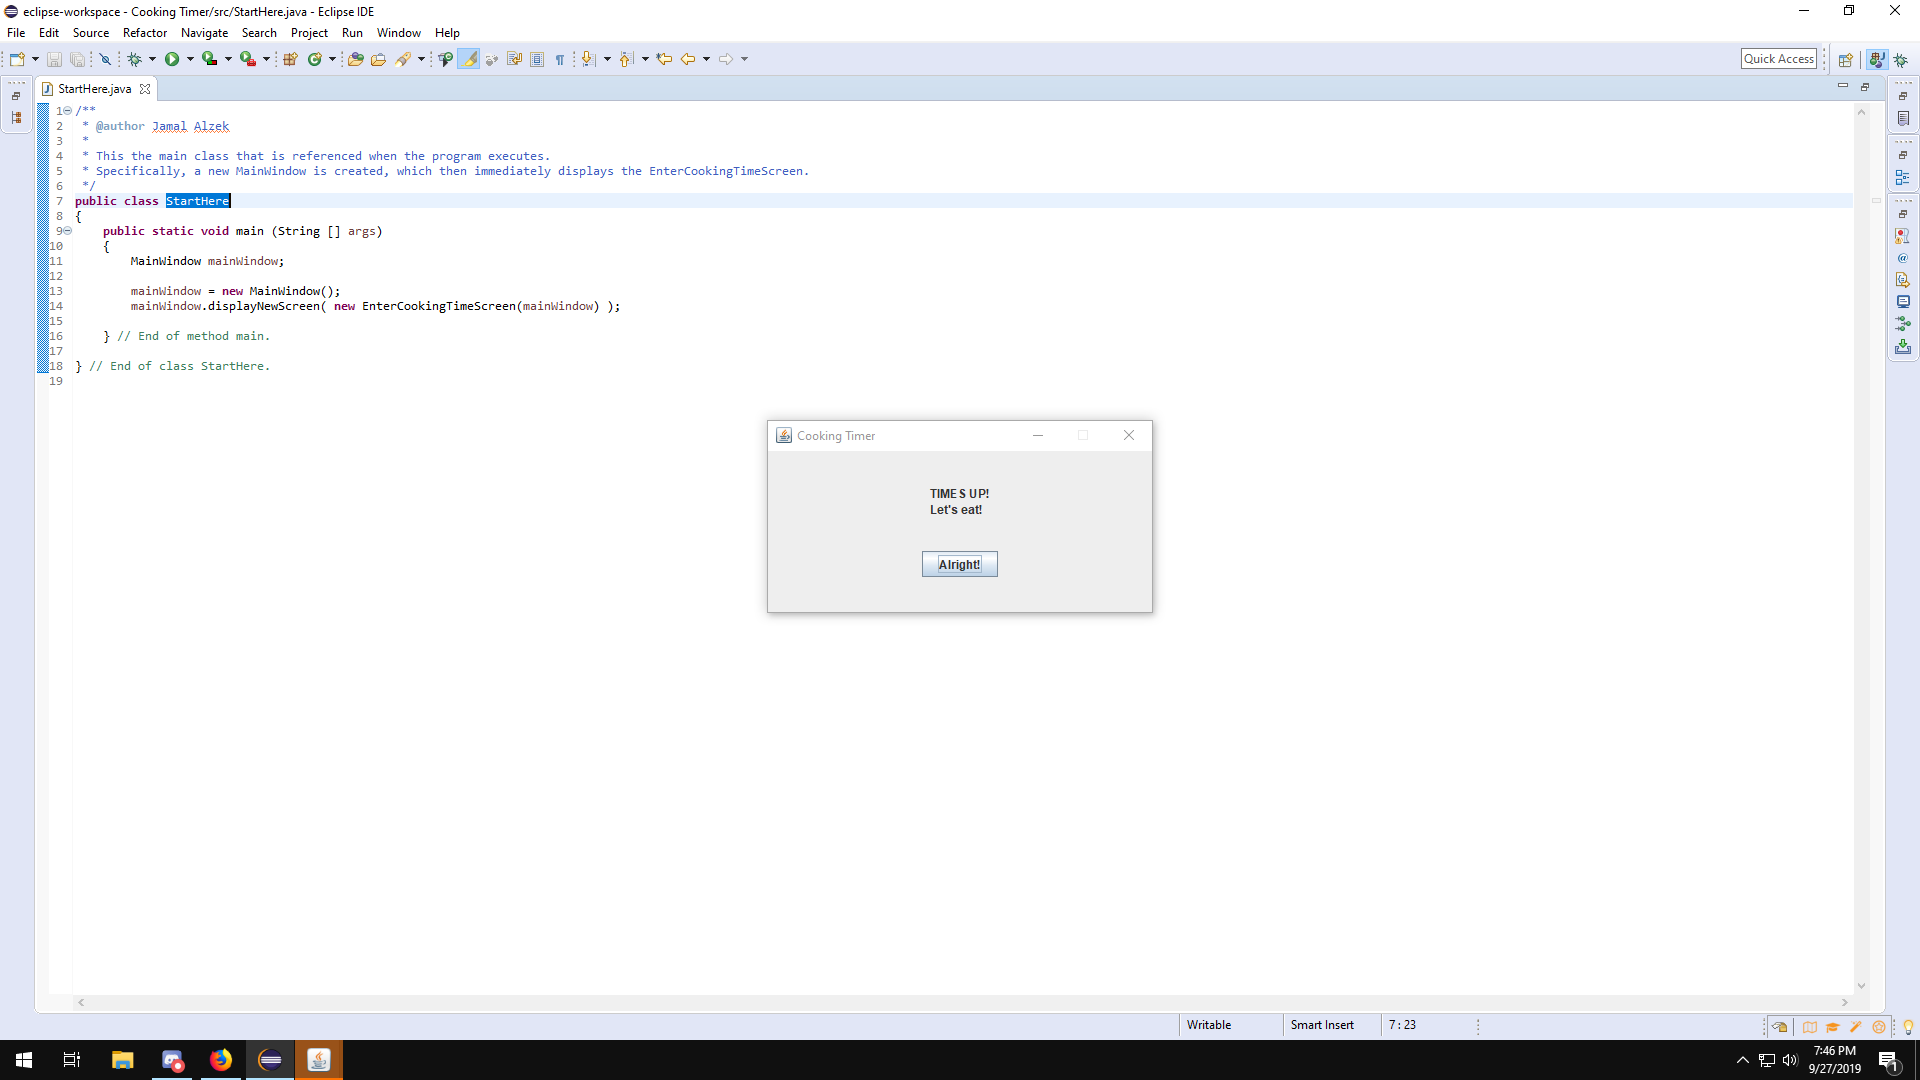 eclipse-workspace - Cooking Timer/src/StartHere.java - Eclipse IDE
File Edit Source Refactor Navigate Search Project Run Window Help
Quick Access
StartHere.java
1 /**
2  * @author Jamal Alzek
3  *
4  * This the main class that is referenced when the program executes.
5  * Specifically, a new MainWindow is created, which then immediately displays the EnterCookingTimeScreen.
6  */
7 public class StartHere
8 {
9     public static void main (String [] args)
10     {
11         MainWindow mainWindow;
12
13         mainWindow = new MainWindow();
14         mainWindow.displayNewScreen( new EnterCookingTimeScreen(mainWindow) );
15
16     } // End of method main.
17
18 } // End of class StartHere.
19
Cooking Timer
TIMES UP!
Let's eat!
Alright!
Writable Smart Insert 7 : 23
7:46 PM
9/27/2019
1